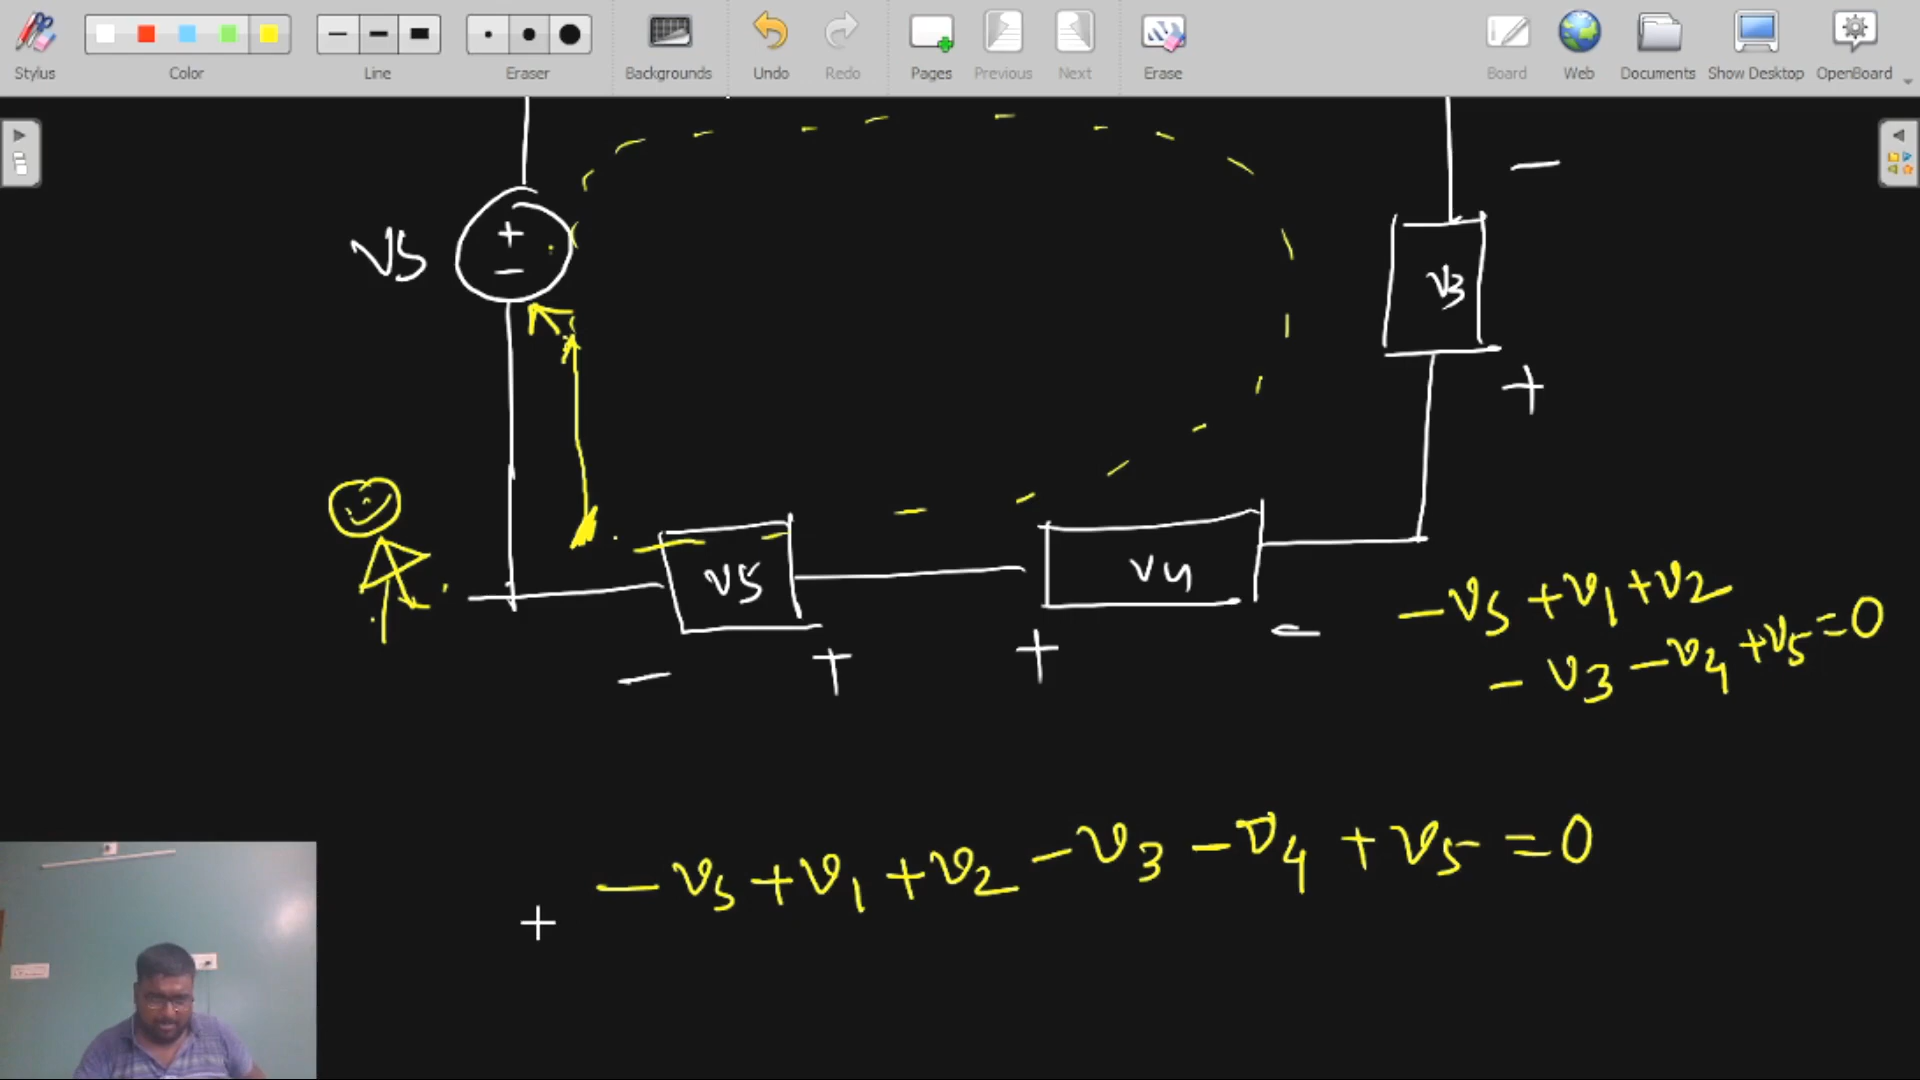 Stylus
Color
Line
Eraser
Backgrounds
Undo
Redo
Pages
Previous
Next
Erase
Board
Web
Documents
Show Desktop
OpenBoard
−
Vs
+
−
V3
+
V5
V4
−
+
+
−
−Vs+V1+V2
−V3−V4+V5=0
−Vs+V1+V2−V3−V4+V5=0